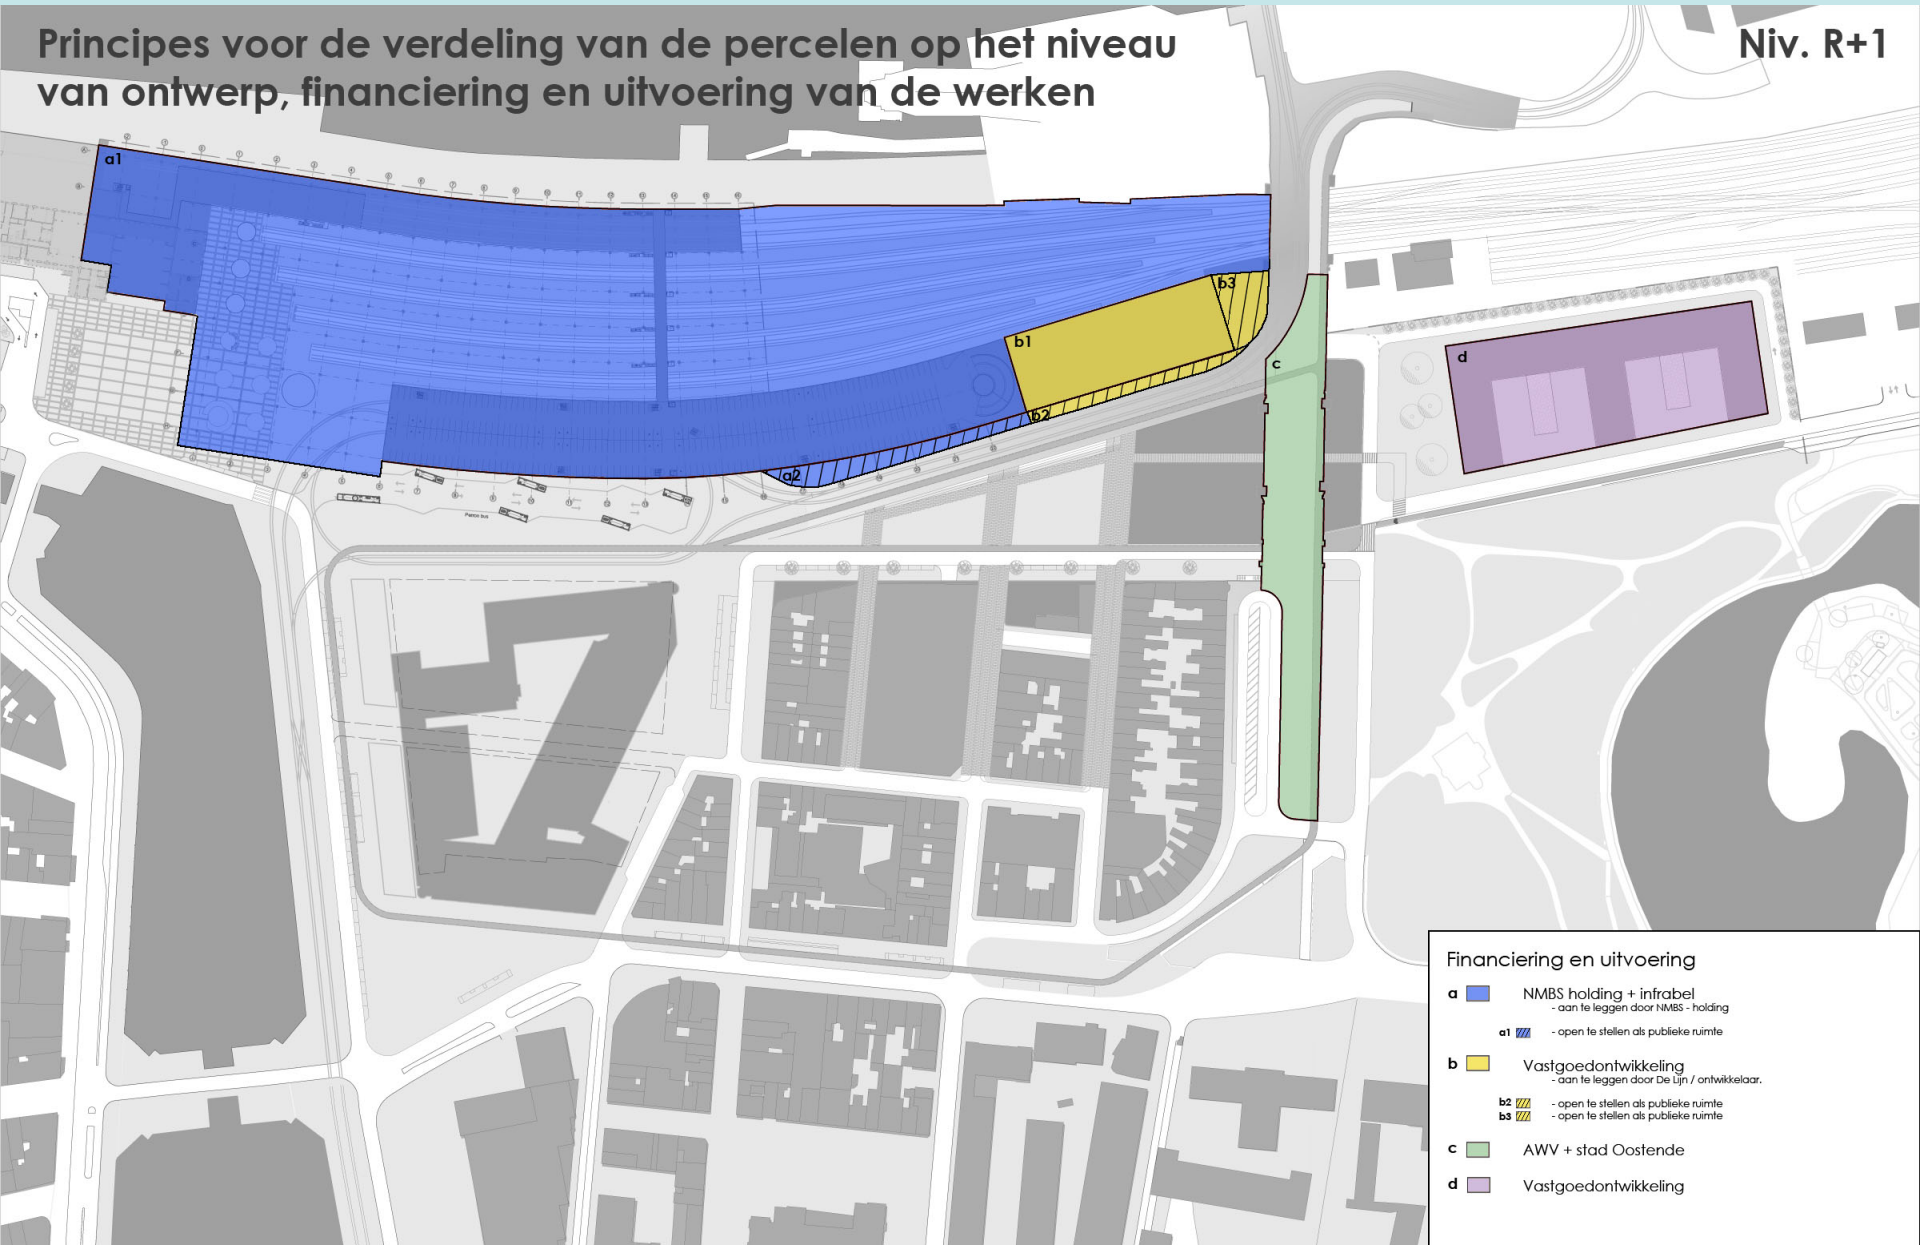 Principes voor de verdeling van de percelen op het niveau
van ontwerp, financiering en uitvoering van de werken
Niv. R+1
a1
b3
b1
b2
a2
c
d
Financiering en uitvoering
a NMBS holding + infrabel
- aan te leggen door NMBS - holding
a1 - open te stellen als publieke ruimte
b Vastgoedontwikkeling
- aan te leggen door De Lijn / ontwikkelaar.
b2 - open te stellen als publieke ruimte
b3 - open te stellen als publieke ruimte
c AWV + stad Oostende
d Vastgoedontwikkeling